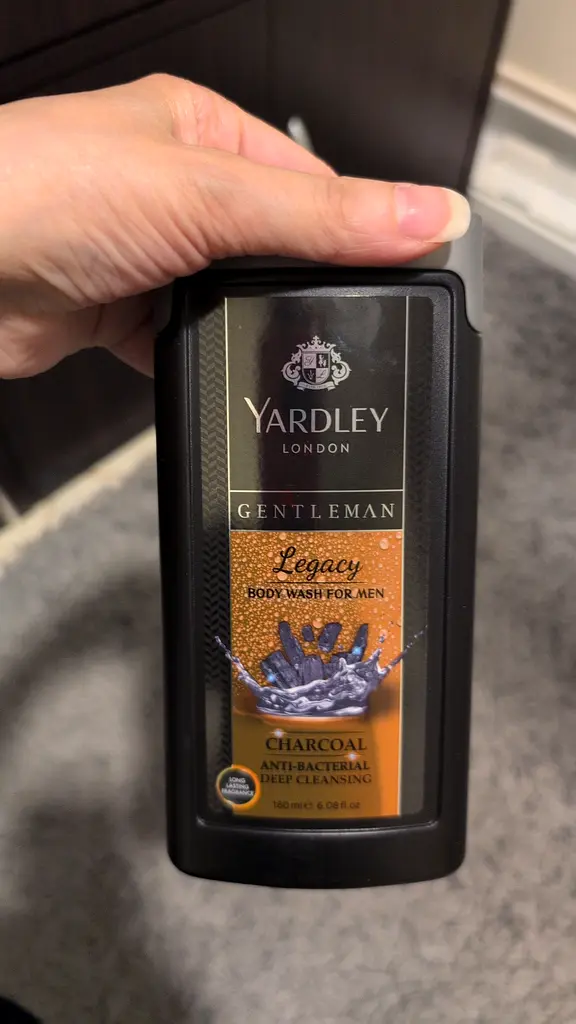 YARDLEY
LONDON
GENTLEMAN
Legacy
BODY WASH FOR MEN
CHARCOAL
ANTI-BACTERIAL
DEEP CLEANSING
LONG
LASTING
FRAGRANCE
180 ml e 6.08 fl.oz